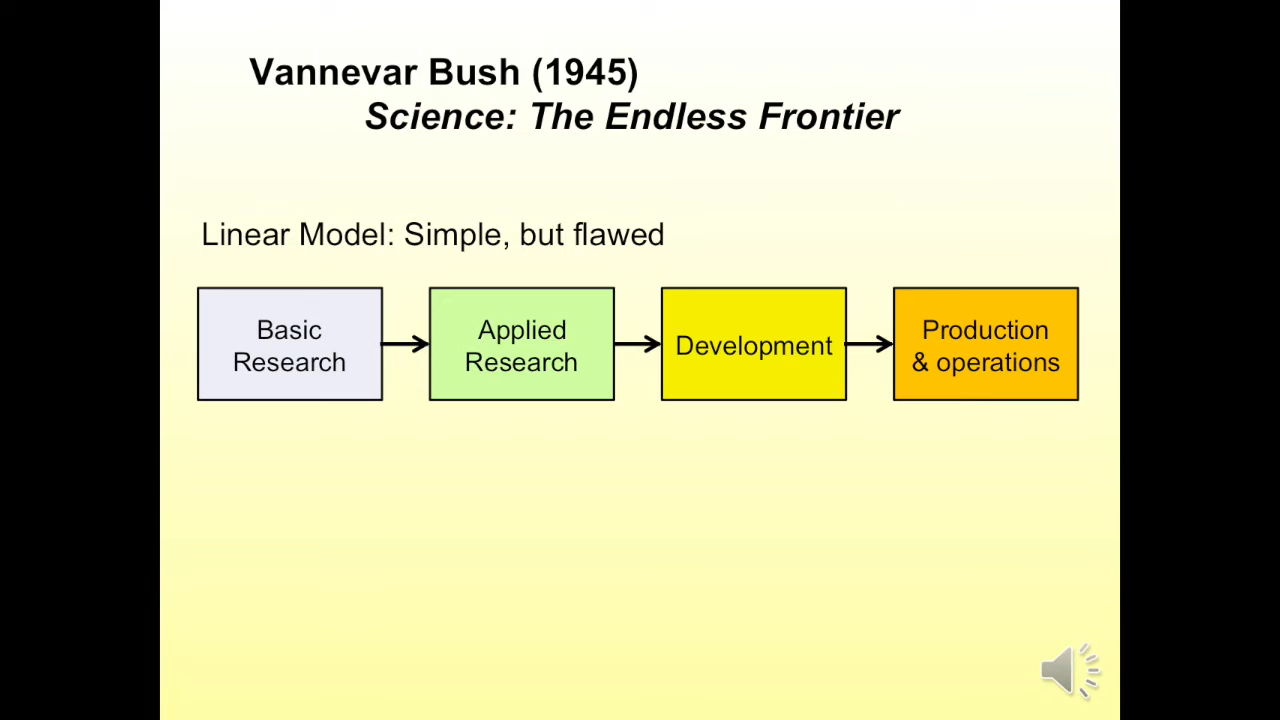 Vannevar Bush (1945)
Science: The Endless Frontier
Linear Model: Simple, but flawed
Basic
Research
Applied
Research
Development
Production
& operations